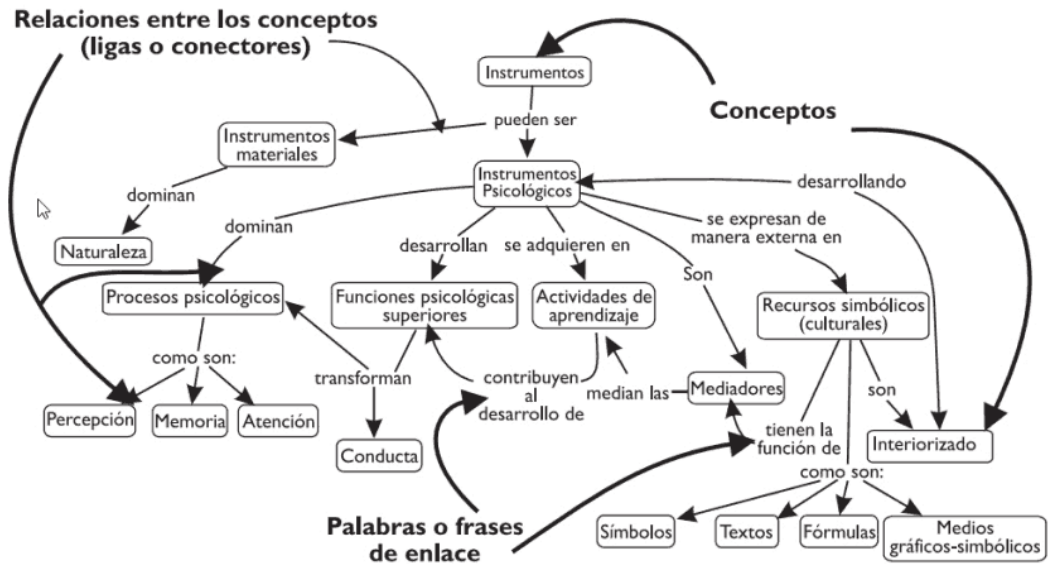 Relaciones entre los conceptos
(ligas o conectores)
Instrumentos
Conceptos
pueden ser
Instrumentos
materiales
Instrumentos
Psicológicos
desarrollando
dominan
dominan
se expresan de
manera externa en
desarrollan
se adquieren en
Naturaleza
Son
Procesos psicológicos
Funciones psicológicas
superiores
Actividades de
aprendizaje
Recursos simbólicos
(culturales)
como son:
transforman
contribuyen
al
desarrollo de
median las
Mediadores
son
Percepción
Memoria
Atención
tienen la
función de
Interiorizado
Conducta
como son:
Palabras o frases
de enlace
Símbolos
Textos
Fórmulas
Medios
gráficos-simbólicos